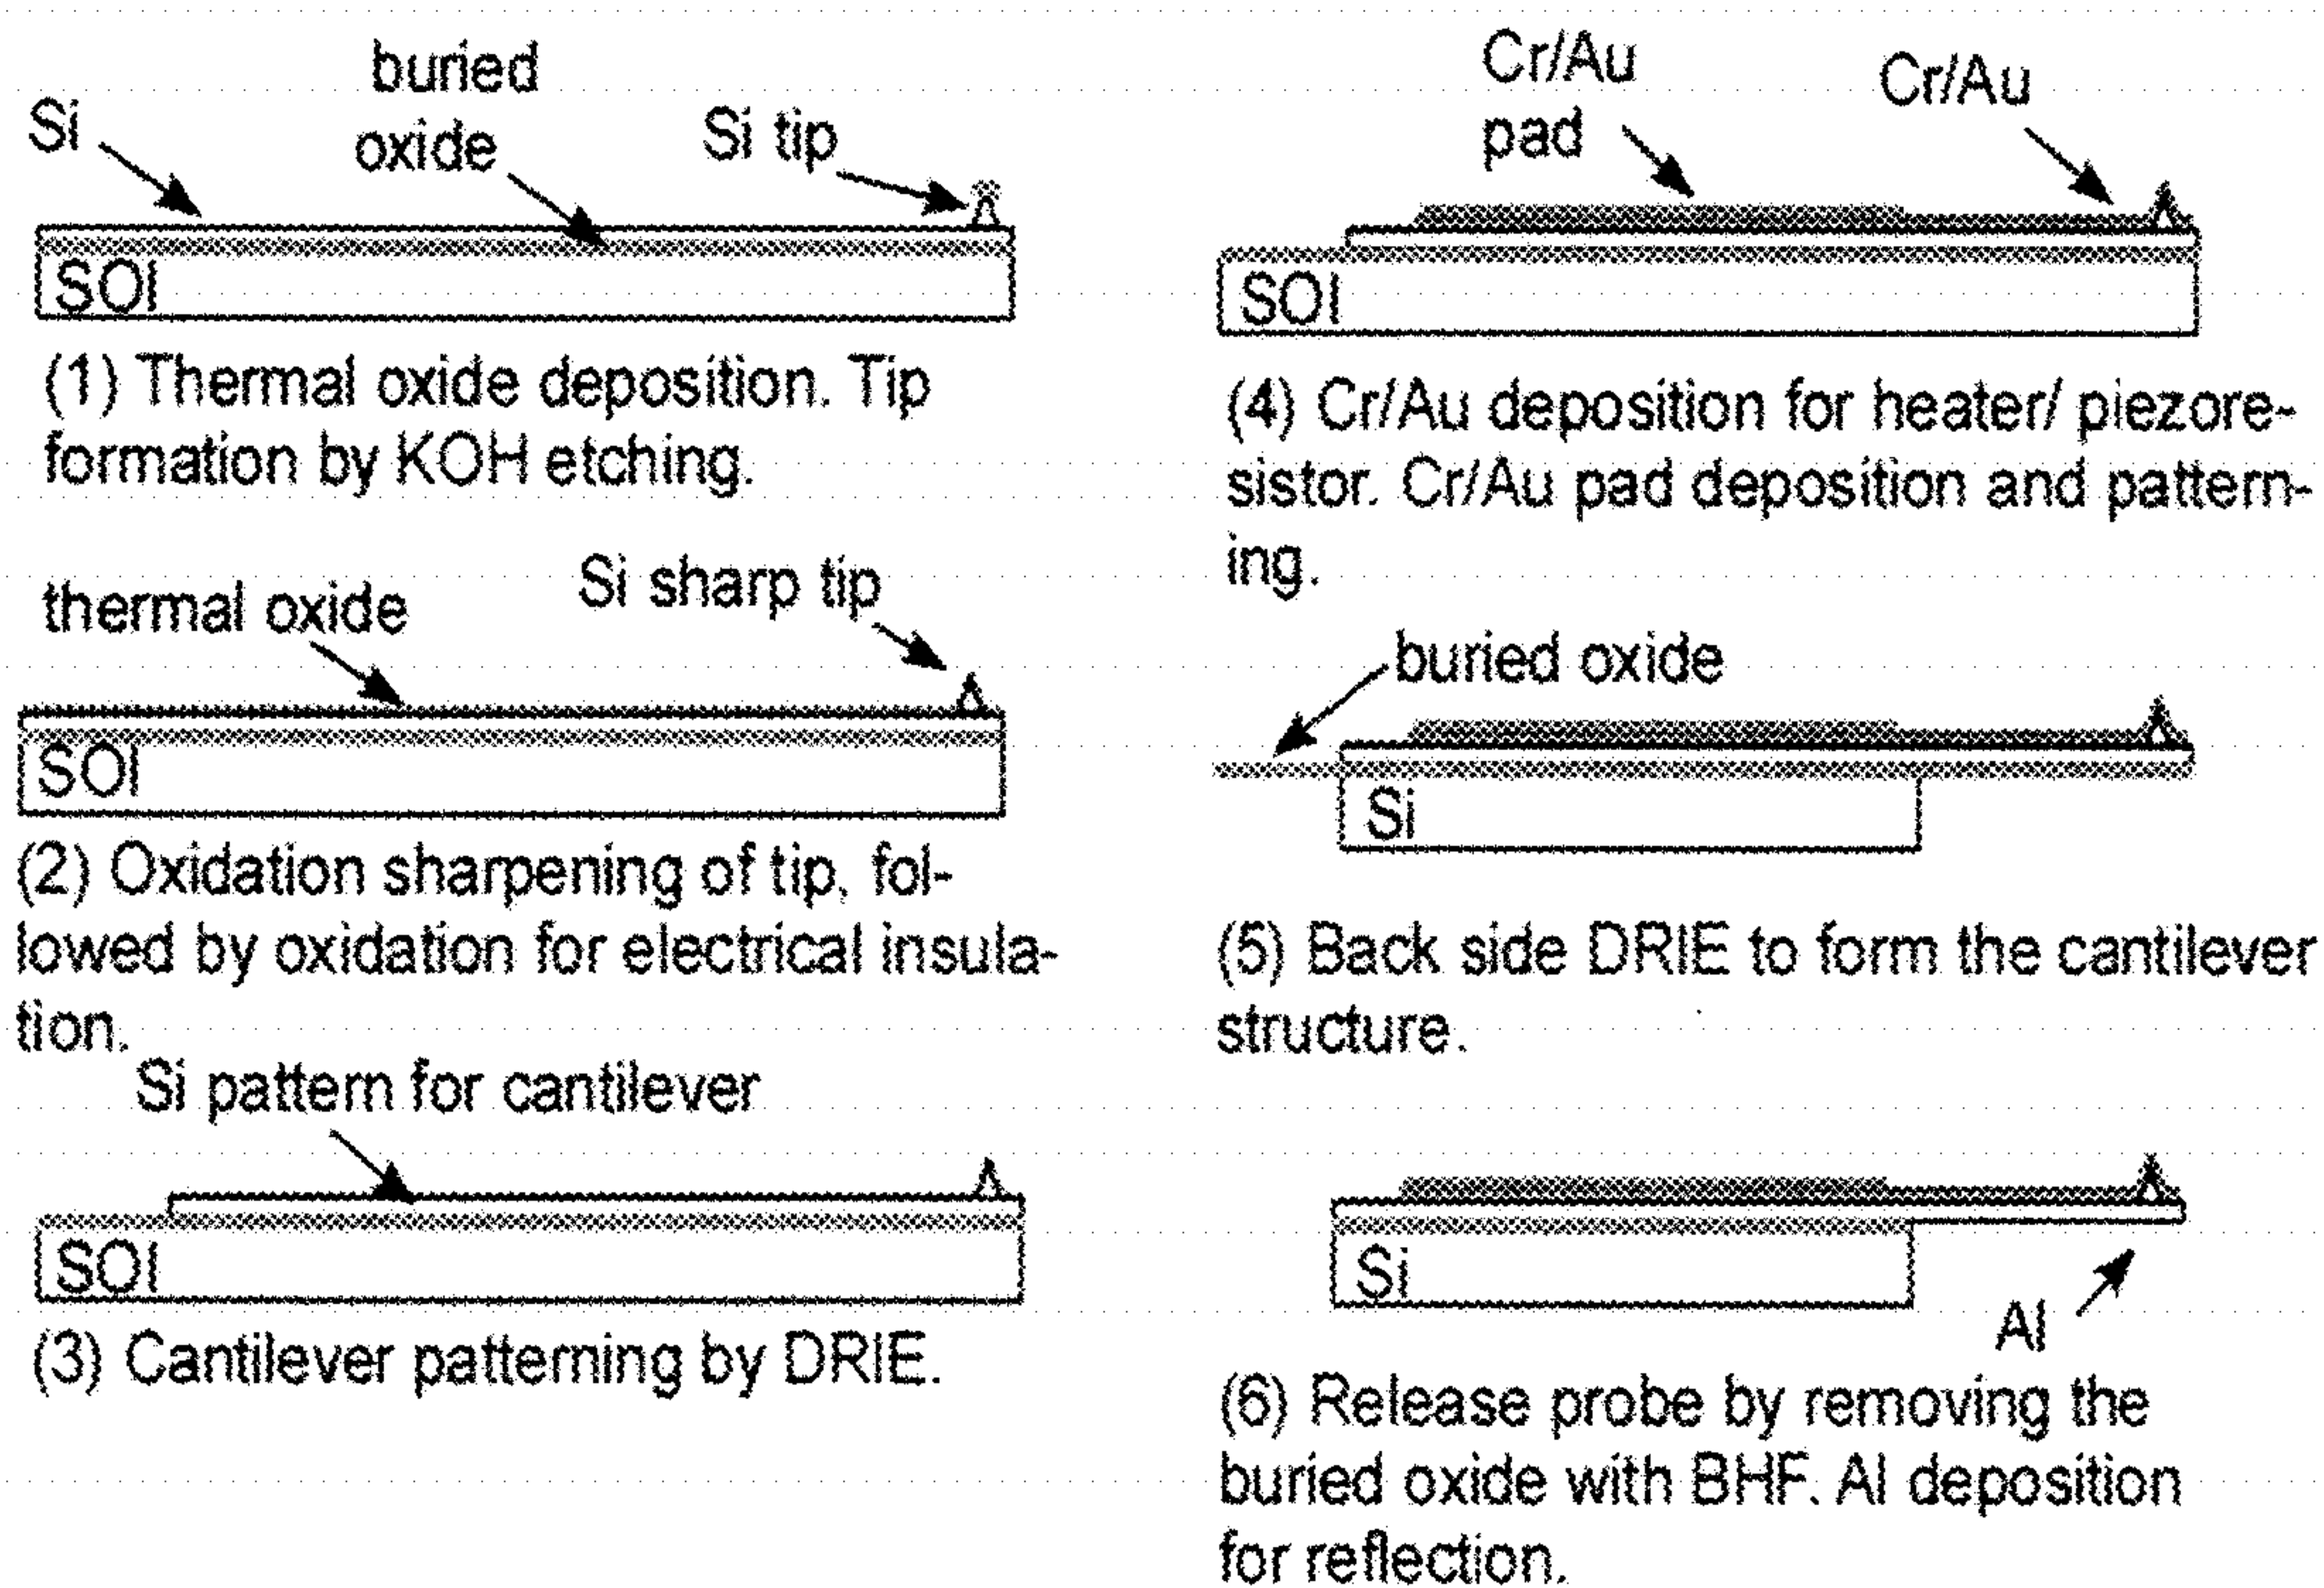 Si
buried
oxide
Si tip
SOI
(1) Thermal oxide deposition. Tip
formation by KOH etching.
thermal oxide
Si sharp tip
SOI
(2) Oxidation sharpening of tip, fol-
lowed by oxidation for electrical insula-
tion.
Si pattern for cantilever
SOI
(3) Cantilever patterning by DRIE.
Cr/Au
pad
Cr/Au
SOI
(4) Cr/Au deposition for heater/ piezore-
sistor. Cr/Au pad deposition and pattern-
ing.
buried oxide
Si
(5) Back side DRIE to form the cantilever
structure.
Si
Al
(6) Release probe by removing the
buried oxide with BHF. Al deposition
for reflection.